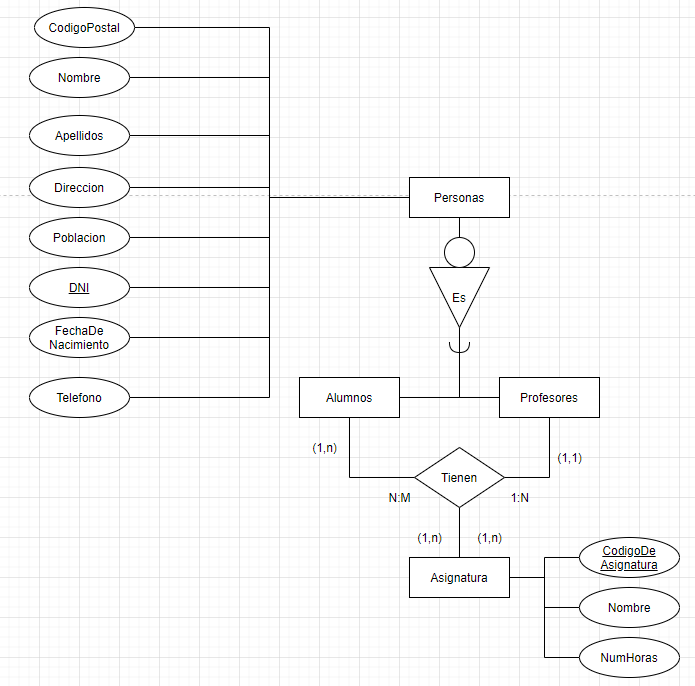 CodigoPostal
Nombre
Apellidos
Direccion
Personas
Poblacion
DNI
Es
FechaDe
Nacimiento
Telefono
Alumnos
Profesores
(1,n)
(1,1)
Tienen
N:M
1:N
(1,n)
(1,n)
CodigoDe
Asignatura
Asignatura
Nombre
NumHoras